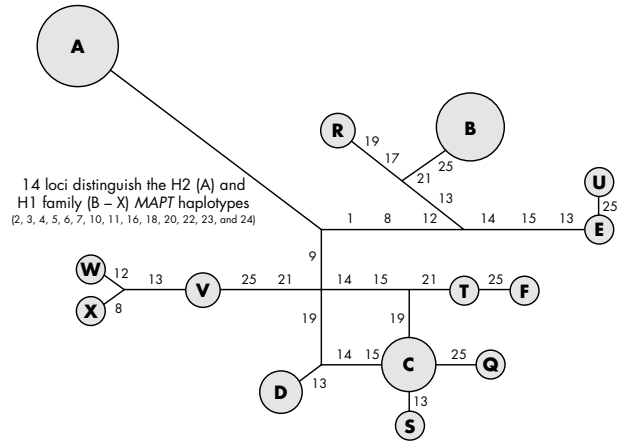 A
R
19
B
17
25
21
U
14 loci distinguish the H2 (A) and
H1 family (B – X) MAPT haplotypes
(2, 3, 4, 5, 6, 7, 10, 11, 16, 18, 20, 22, 23, and 24)
13
25
1 8 12 14 15 13 E
9
W 12 13 V 25 21 14 15 21 T 25 F
X 8
19 19
14 15 C 25 Q
D 13
13
S